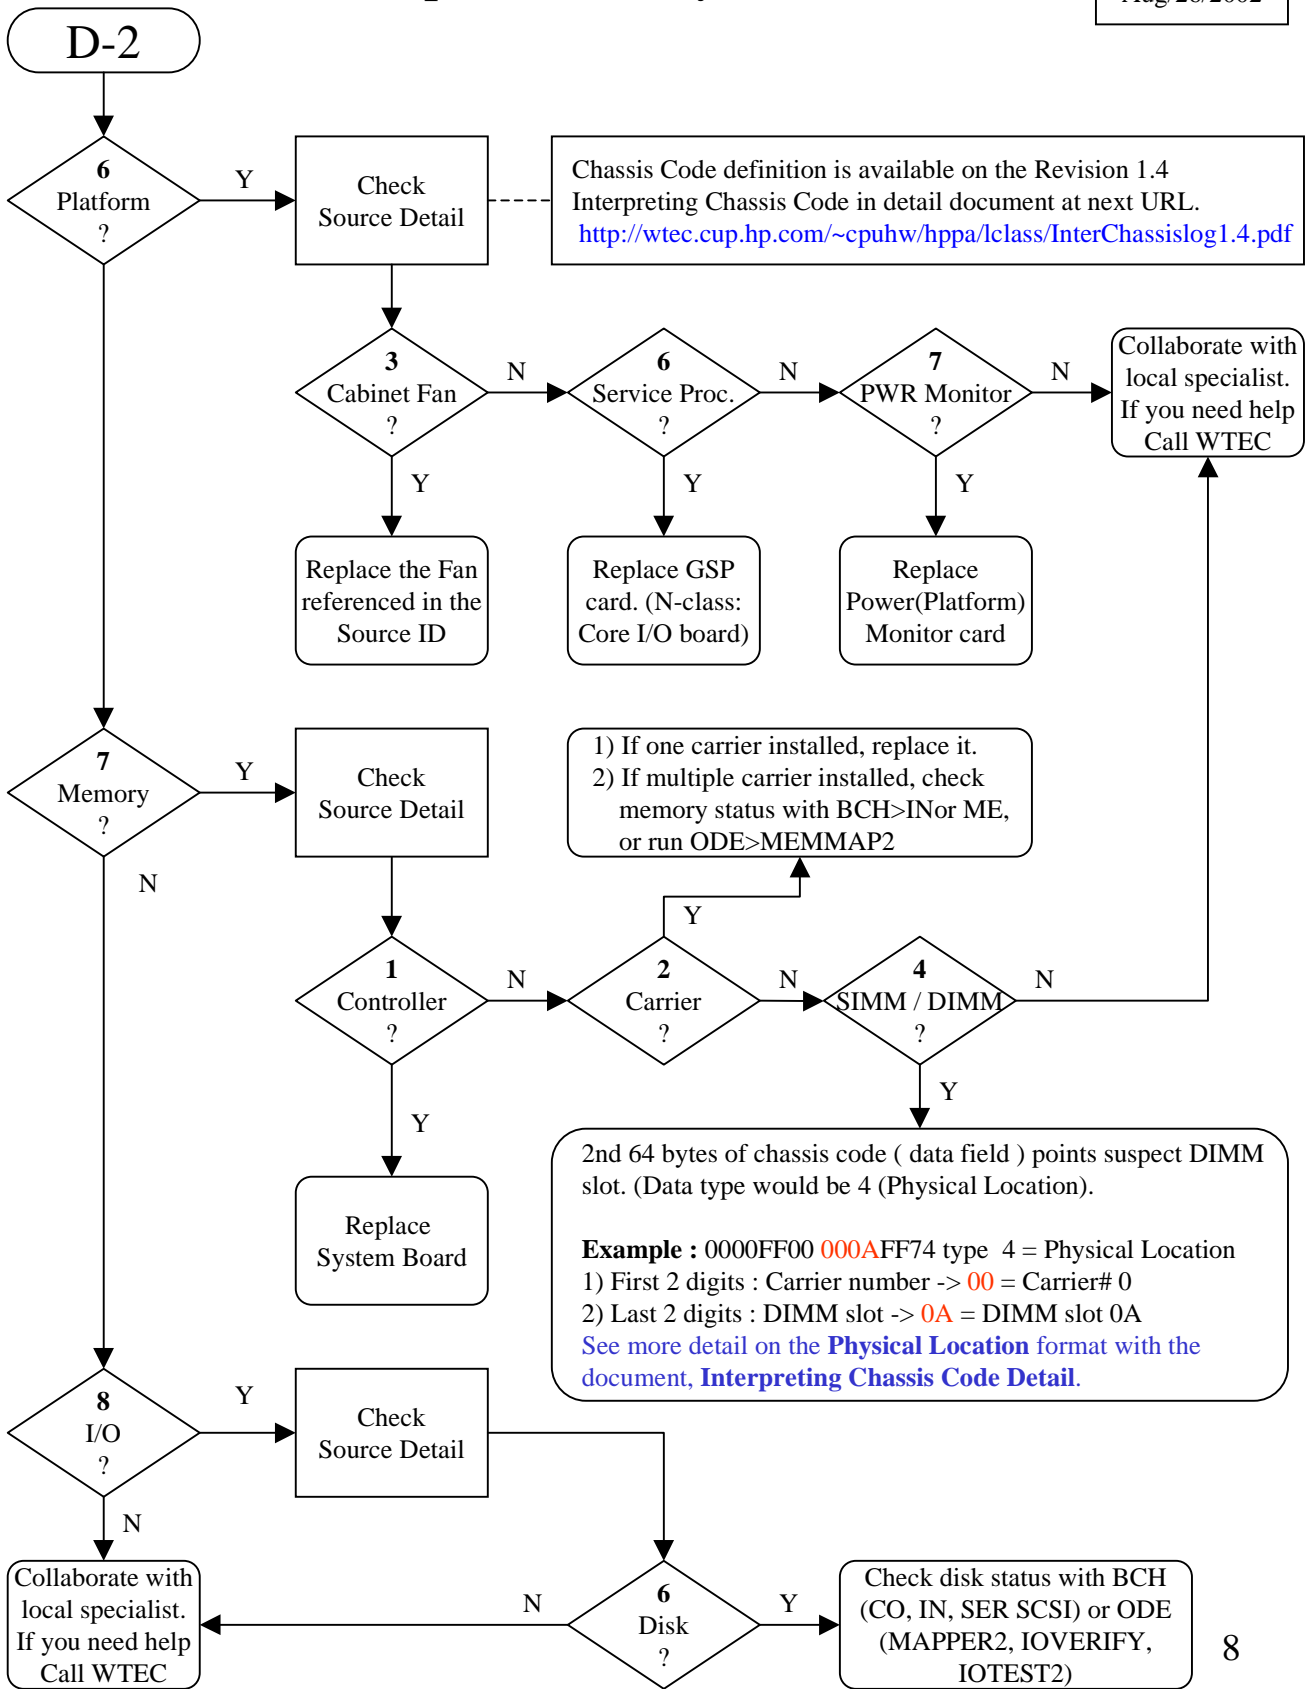 D-2
6
Platform
?
Y
Check
Source Detail
Chassis Code definition is available on the Revision 1.4
Interpreting Chassis Code in detail document at next URL.
http://wtec.cup.hp.com/~cpuhw/hppa/lclass/InterChassislog1.4.pdf
3
Cabinet Fan
?
N
6
Service Proc.
?
N
7
PWR Monitor
?
N
Collaborate with
local specialist.
If you need help
Call WTEC
Y
Y
Y
Replace the Fan
referenced in the
Source ID
Replace GSP
card. (N-class:
Core I/O board)
Replace
Power(Platform)
Monitor card
7
Memory
?
Y
N
Check
Source Detail
1) If one carrier installed, replace it.
2) If multiple carrier installed, check
memory status with BCH>INor ME,
or run ODE>MEMMAP2
Y
1
Controller
?
N
2
Carrier
?
N
4
SIMM / DIMM
?
N
Y
Y
Replace
System Board
2nd 64 bytes of chassis code ( data field ) points suspect DIMM
slot. (Data type would be 4 (Physical Location).
Example : 0000FF00 000AFF74 type 4 = Physical Location
1) First 2 digits : Carrier number -> 00 = Carrier# 0
2) Last 2 digits : DIMM slot -> 0A = DIMM slot 0A
See more detail on the Physical Location format with the
document, Interpreting Chassis Code Detail.
8
I/O
?
Y
N
Check
Source Detail
Collaborate with
local specialist.
If you need help
Call WTEC
N
6
Disk
?
Y
Check disk status with BCH
(CO, IN, SER SCSI) or ODE
(MAPPER2, IOVERIFY,
IOTEST2)
8